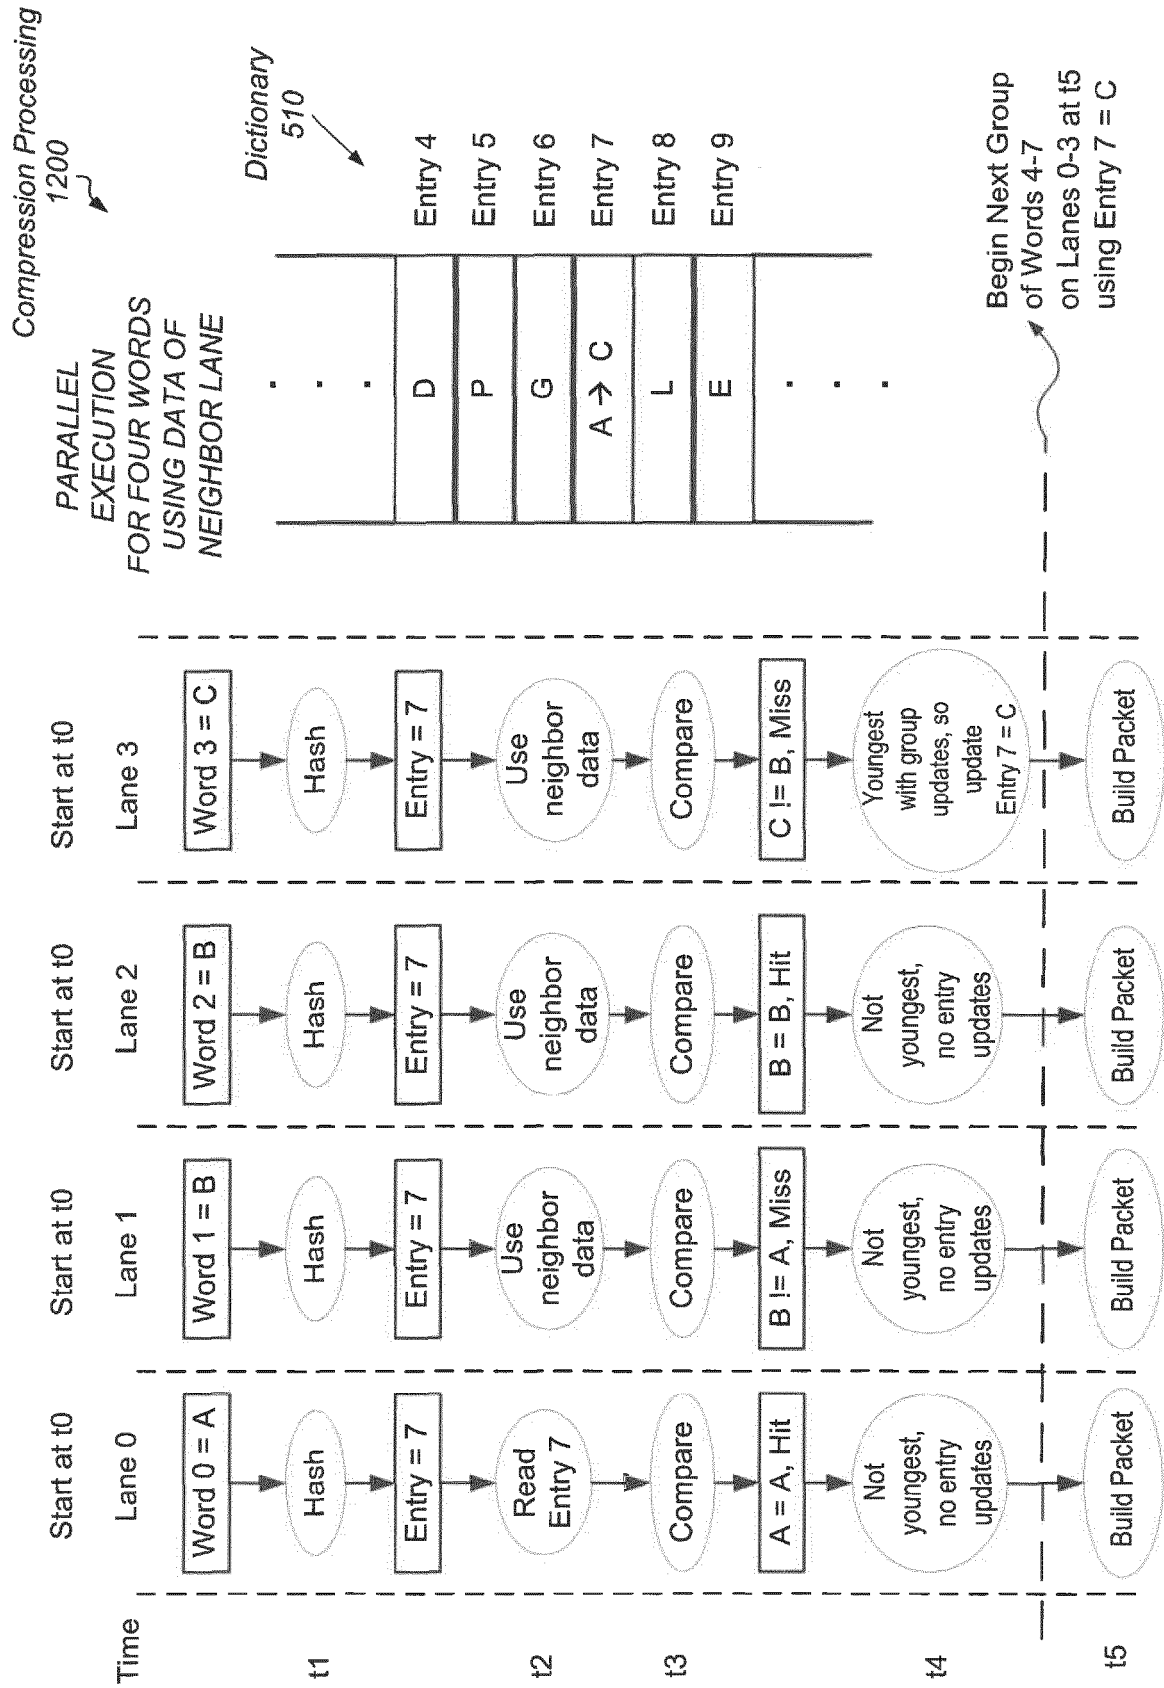 Compression Processing
1200
PARALLEL
EXECUTION
FOR FOUR WORDS
USING DATA OF
NEIGHBOR LANE
Dictionary
510
D
Entry 4
P
Entry 5
G
Entry 6
A → C
Entry 7
L
Entry 8
E
Entry 9
Begin Next Group
of Words 4-7
on Lanes 0-3 at t5
using Entry 7 = C
Time
t1
t2
t3
t4
t5
Start at t0
Lane 0
Word 0 = A
Hash
Entry = 7
Read
Entry 7
Compare
A = A, Hit
Not
youngest,
no entry
updates
Build Packet
Start at t0
Lane 1
Word 1 = B
Hash
Entry = 7
Use
neighbor
data
Compare
B != A, Miss
Not
youngest,
no entry
updates
Build Packet
Start at t0
Lane 2
Word 2 = B
Hash
Entry = 7
Use
neighbor
data
Compare
B = B, Hit
Not
youngest,
no entry
updates
Build Packet
Start at t0
Lane 3
Word 3 = C
Hash
Entry = 7
Use
neighbor
data
Compare
C != B, Miss
Youngest
with group
updates, so
update
Entry 7 = C
Build Packet